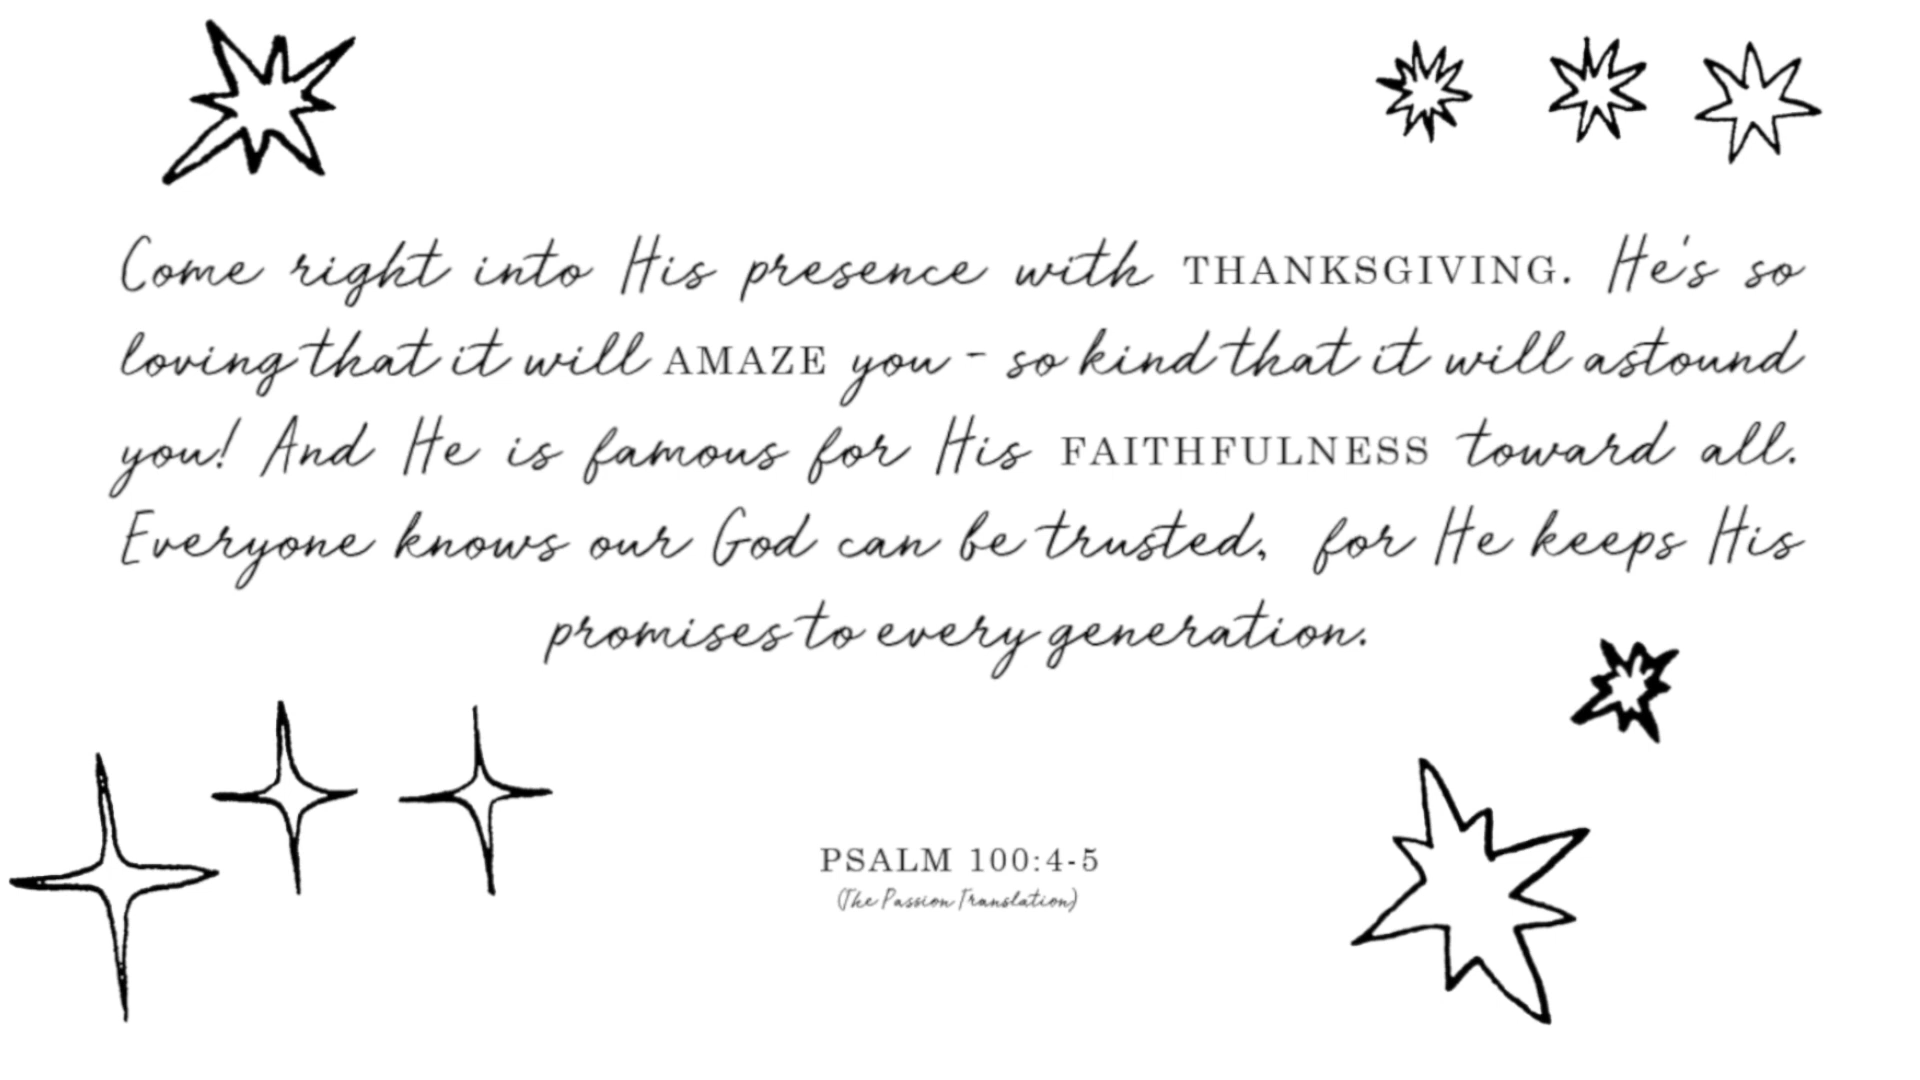 Come right into His presence with THANKSGIVING. He's so
loving that it will AMAZE you - so kind that it will astound
you! And He is famous for His FAITHFULNESS toward all.
Everyone knows our God can be trusted, for He keeps His
promises to every generation.
PSALM 100:4-5
(The Passion Translation)